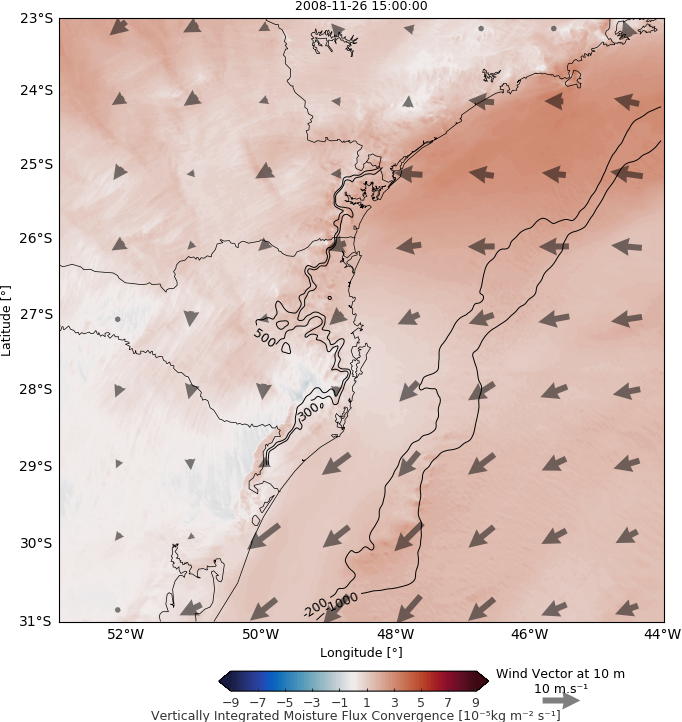 2008-11-26 15:00:00
23°S
24°S
25°S
26°S
27°S
28°S
29°S
30°S
31°S
Latitude [°]
500
300
-200
-1000
52°W 50°W 48°W 46°W 44°W
Longitude [°]
−9 −7 −5 −3 −1 1 3 5 7 9
Wind Vector at 10 m
10 m.s⁻¹
Vertically Integrated Moisture Flux Convergence [10⁻⁵kg m⁻² s⁻¹]